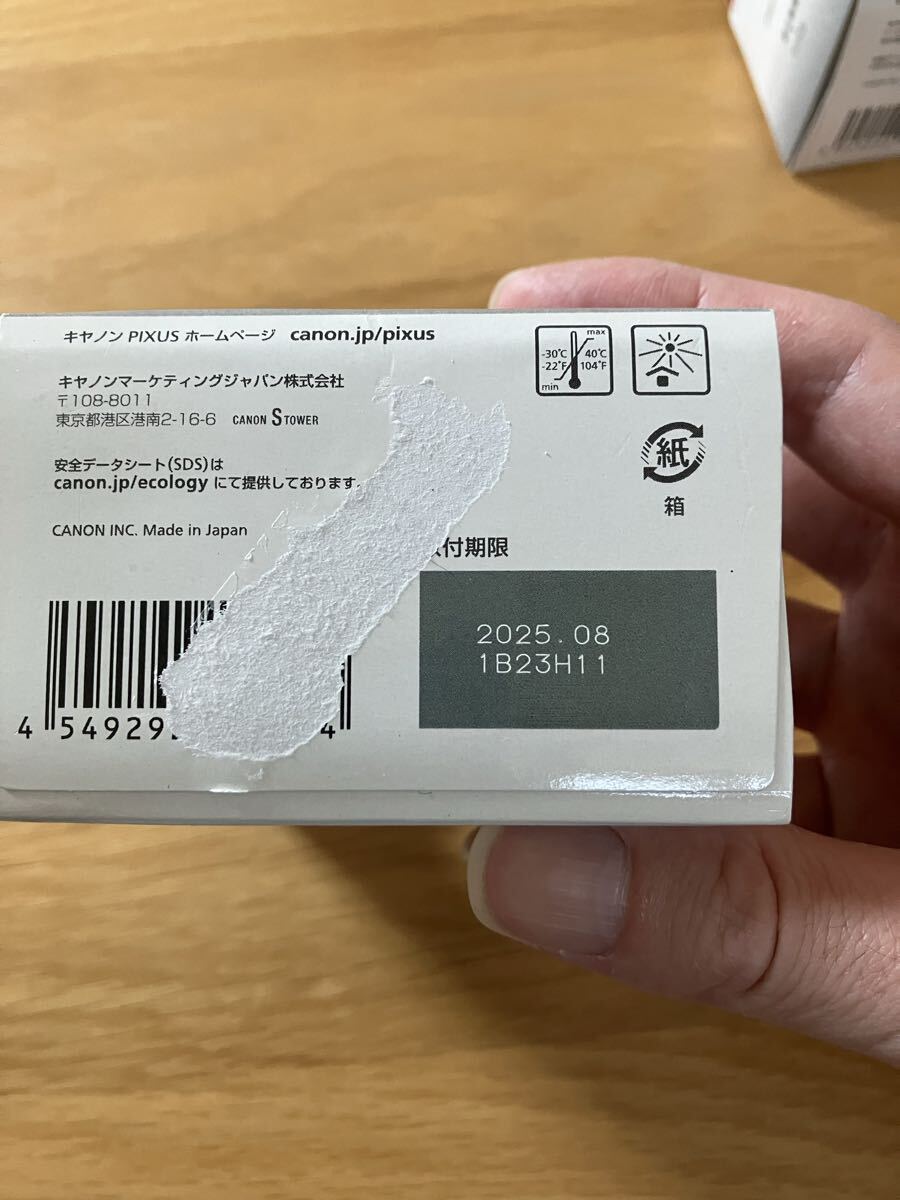 キヤノン PIXUS ホームページ canon.jp/pixus
キヤノンマーケティングジャパン株式会社
〒108-8011
東京都港区港南2-16-6 CANON S TOWER
安全データシート(SDS)は
canon.jp/ecology にて提供しております。
CANON INC. Made in Japan
max
-30℃ 40℃
-22°F 104°F
min
紙
箱
付期限
2025.08
1B23H11
4 54929 4